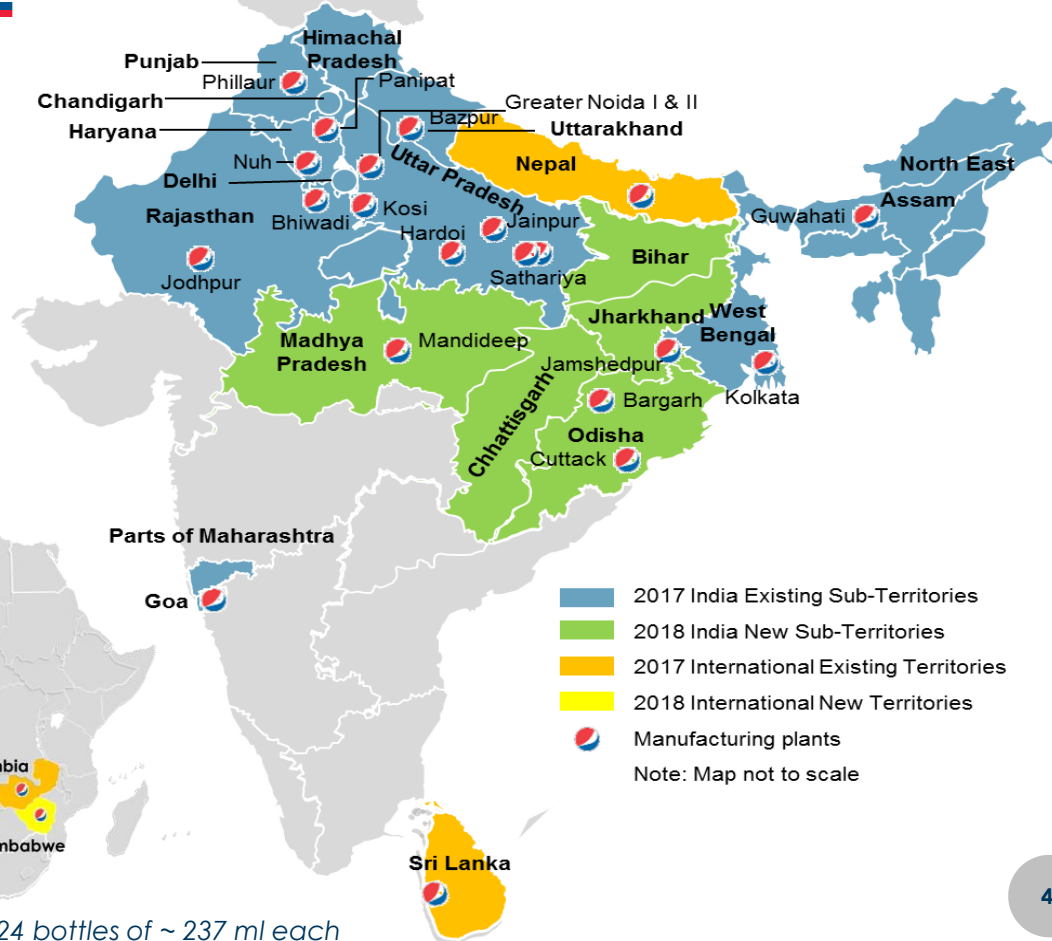 Himachal
Pradesh
Punjab
Phillaur
Panipat
Chandigarh
Greater Noida I & II
Haryana
Bazpur
Uttarakhand
Nuh
Nepal
North East
Delhi
Uttar Pradesh
Assam
Rajasthan
Bhiwadi
Kosi
Guwahati
Hardoi
Jainpur
Bihar
Jodhpur
Sathariya
Jharkhand
West
Bengal
Madhya
Pradesh
Mandideep
Jamshedpur
Chhattisgarh
Bargarh
Kolkata
Odisha
Cuttack
Parts of Maharashtra
Goa
2017 India Existing Sub-Territories
2018 India New Sub-Territories
2017 International Existing Territories
2018 International New Territories
Manufacturing plants
Note: Map not to scale
nbia
mbabwe
Sri Lanka
4
24 bottles of ~ 237 ml each